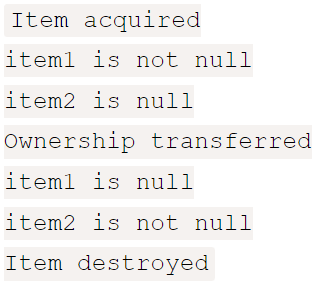 Item acquired
item1 is not null
item2 is null
Ownership transferred
item1 is null
item2 is not null
Item destroyed